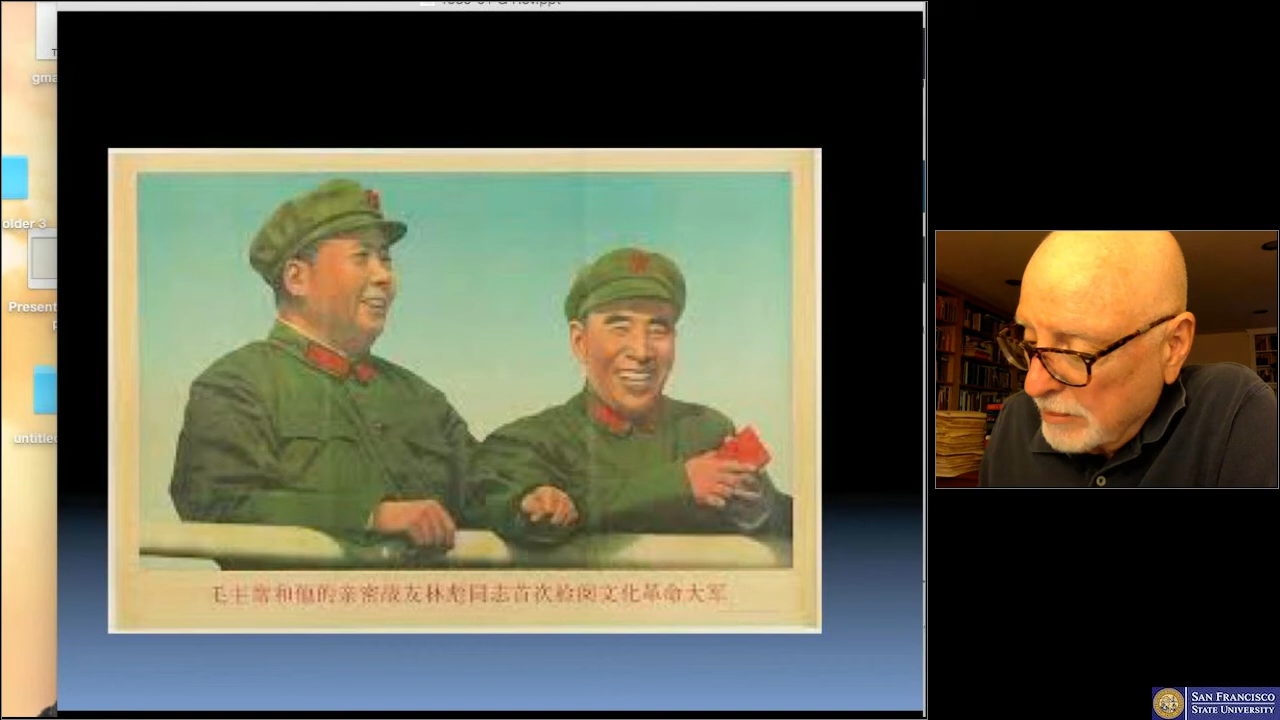 gma
older 3
Present
p
untitled
毛主席和他的亲密战友林彪同志首次检阅文化革命大军
SAN FRANCISCO
STATE UNIVERSITY